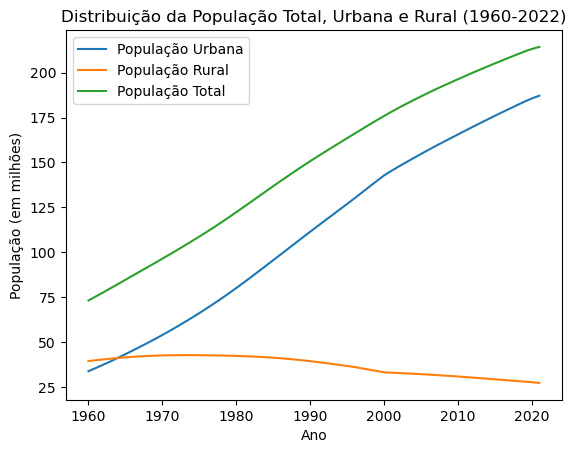 Distribuição da População Total, Urbana e Rural (1960-2022)
População Urbana
População Rural
População Total
População (em milhões)
200
175
150
125
100
75
50
25
1960 1970 1980 1990 2000 2010 2020
Ano